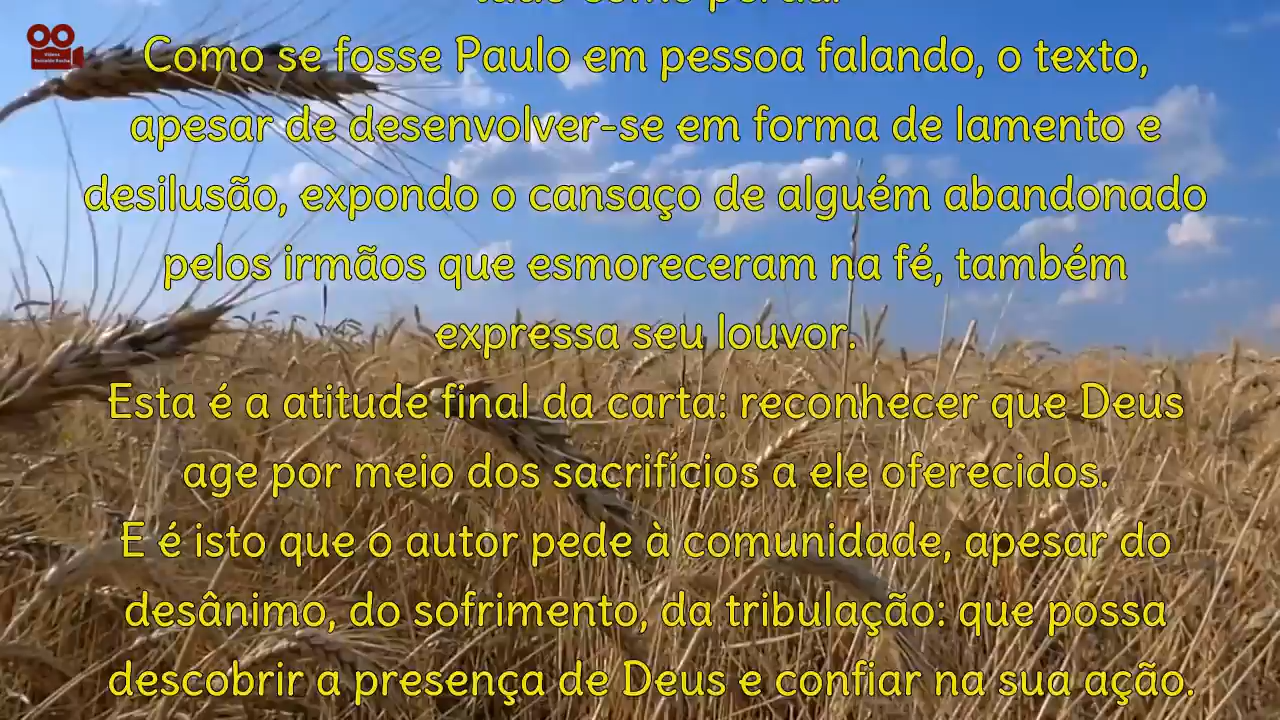 Vídeos
Reinaldo Rocha
Como se fosse Paulo em pessoa falando, o texto,
apesar de desenvolver-se em forma de lamento e
desilusão, expondo o cansaço de alguém abandonado
pelos irmãos que esmoreceram na fé, também
expressa seu louvor.
Esta é a atitude final da carta: reconhecer que Deus
age por meio dos sacrifícios a ele oferecidos.
E é isto que o autor pede à comunidade, apesar do
desânimo, do sofrimento, da tribulação: que possa
descobrir a presença de Deus e confiar na sua ação.